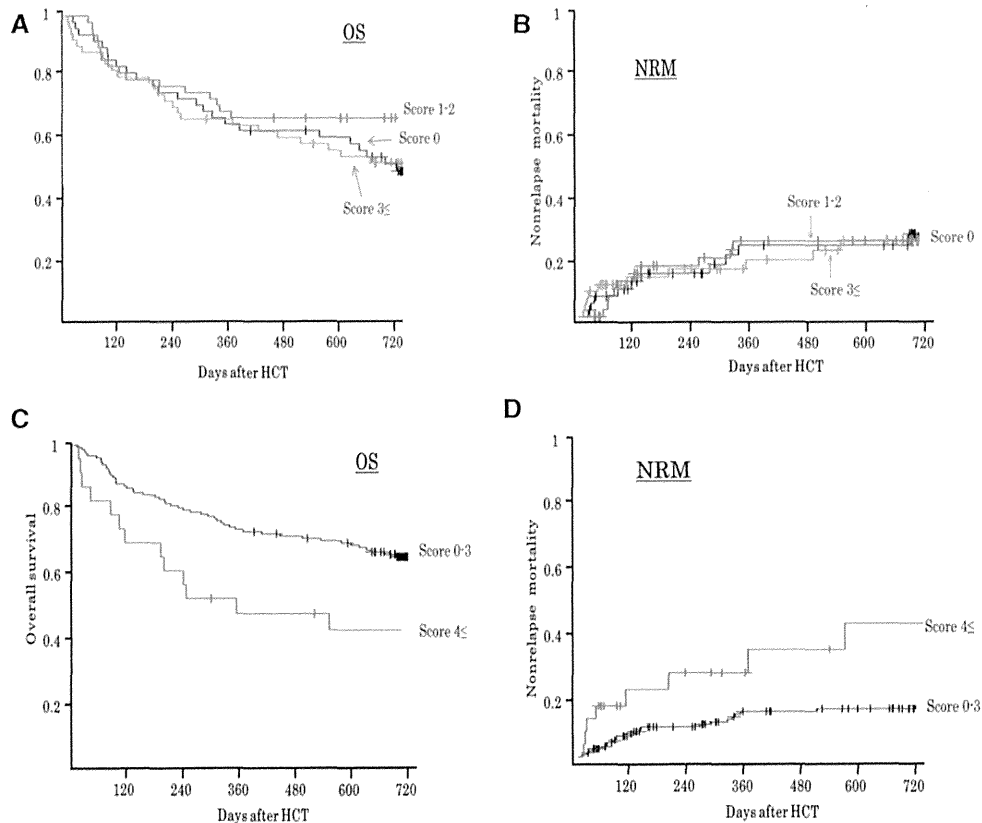 A
OS
1
0.8
0.6
0.4
0.2
Score 1-2
Score 0
Score 3≤
120 240 360 480 600 720
Days after HCT
B
NRM
Nonrelapse mortality
1
0.8
0.6
0.4
0.2
Score 1-2
Score 0
Score 3≤
120 240 360 480 600 720
Days after HCT
C
OS
Overall survival
1
0.8
0.6
0.4
0.2
Score 0-3
Score 4≤
120 240 360 480 600 720
Days after HCT
D
NRM
Nonrelapse mortality
1
0.8
0.6
0.4
0.2
Score 4≤
Score 0-3
120 240 360 480 600 720
Days after HCT